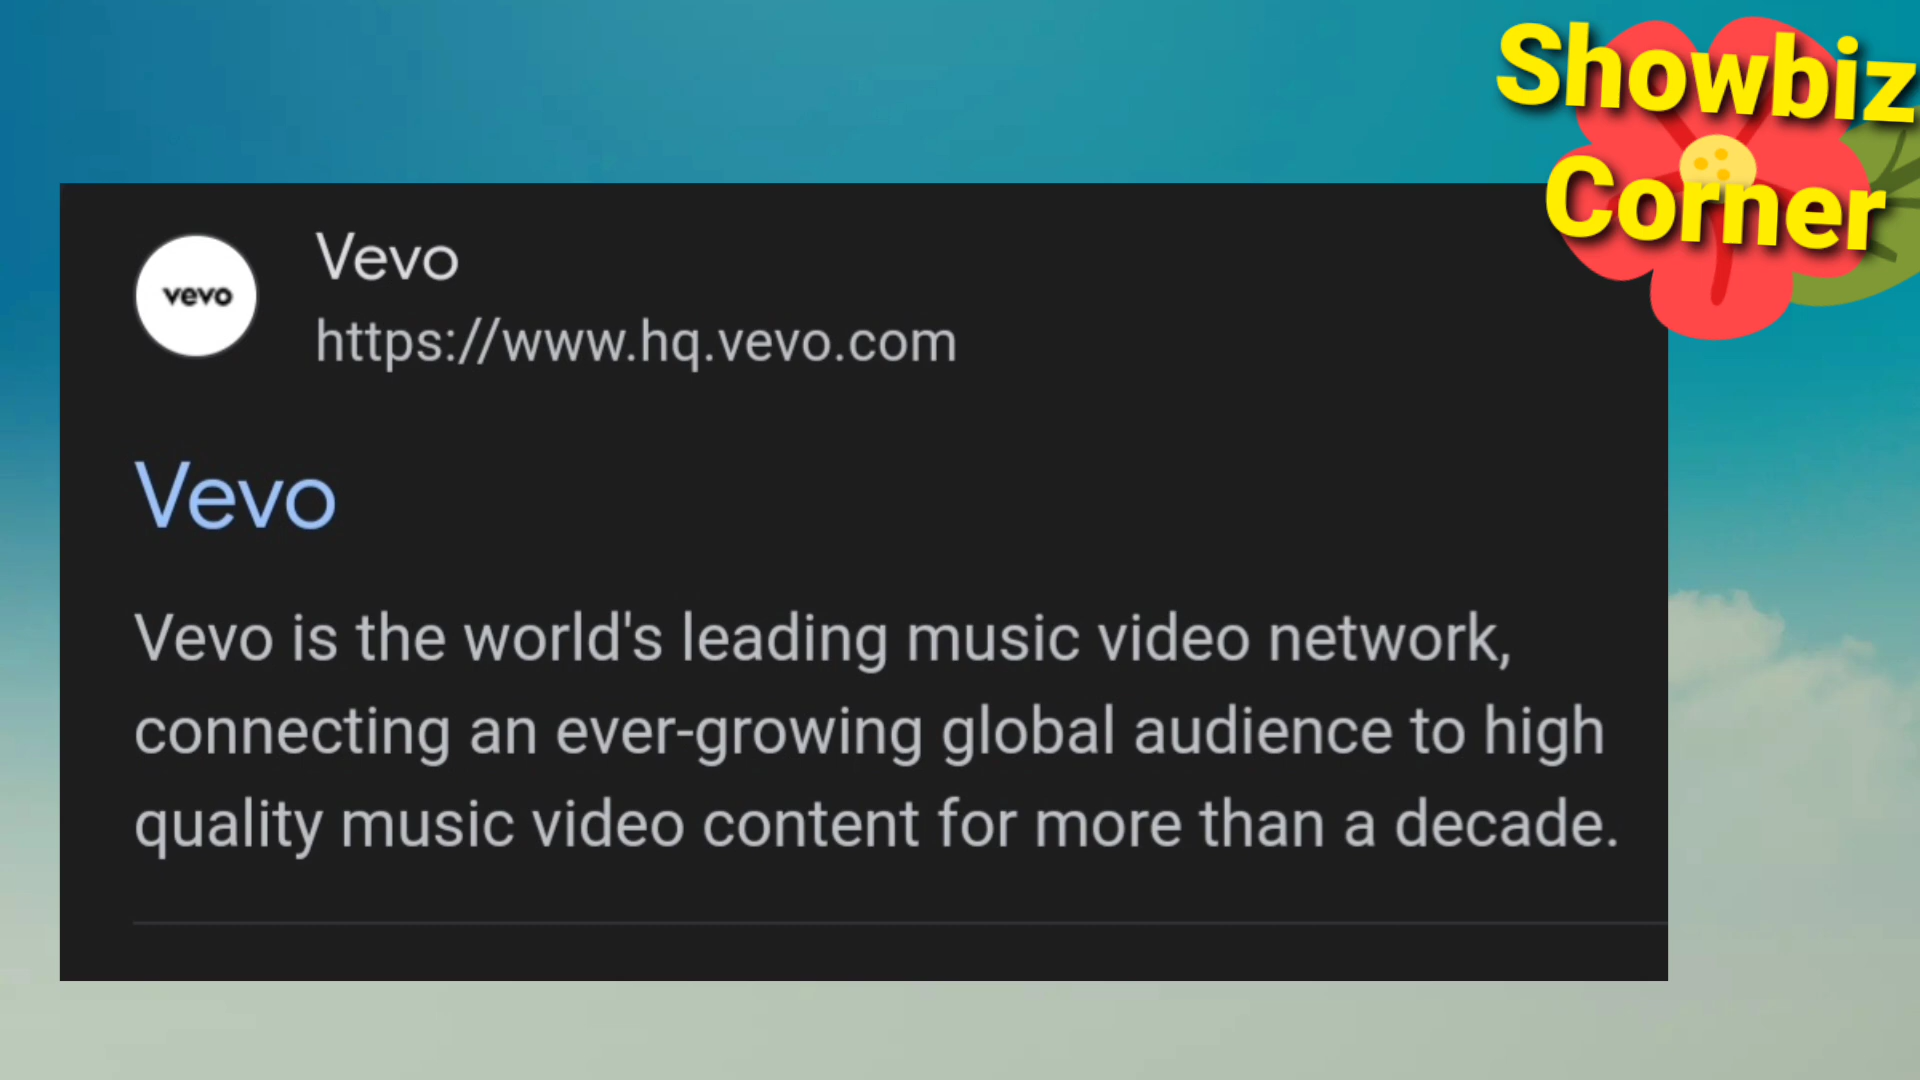 Showbiz
Corner
vevo
Vevo
https://www.hq.vevo.com
Vevo
Vevo is the world's leading music video network,
connecting an ever-growing global audience to high
quality music video content for more than a decade.